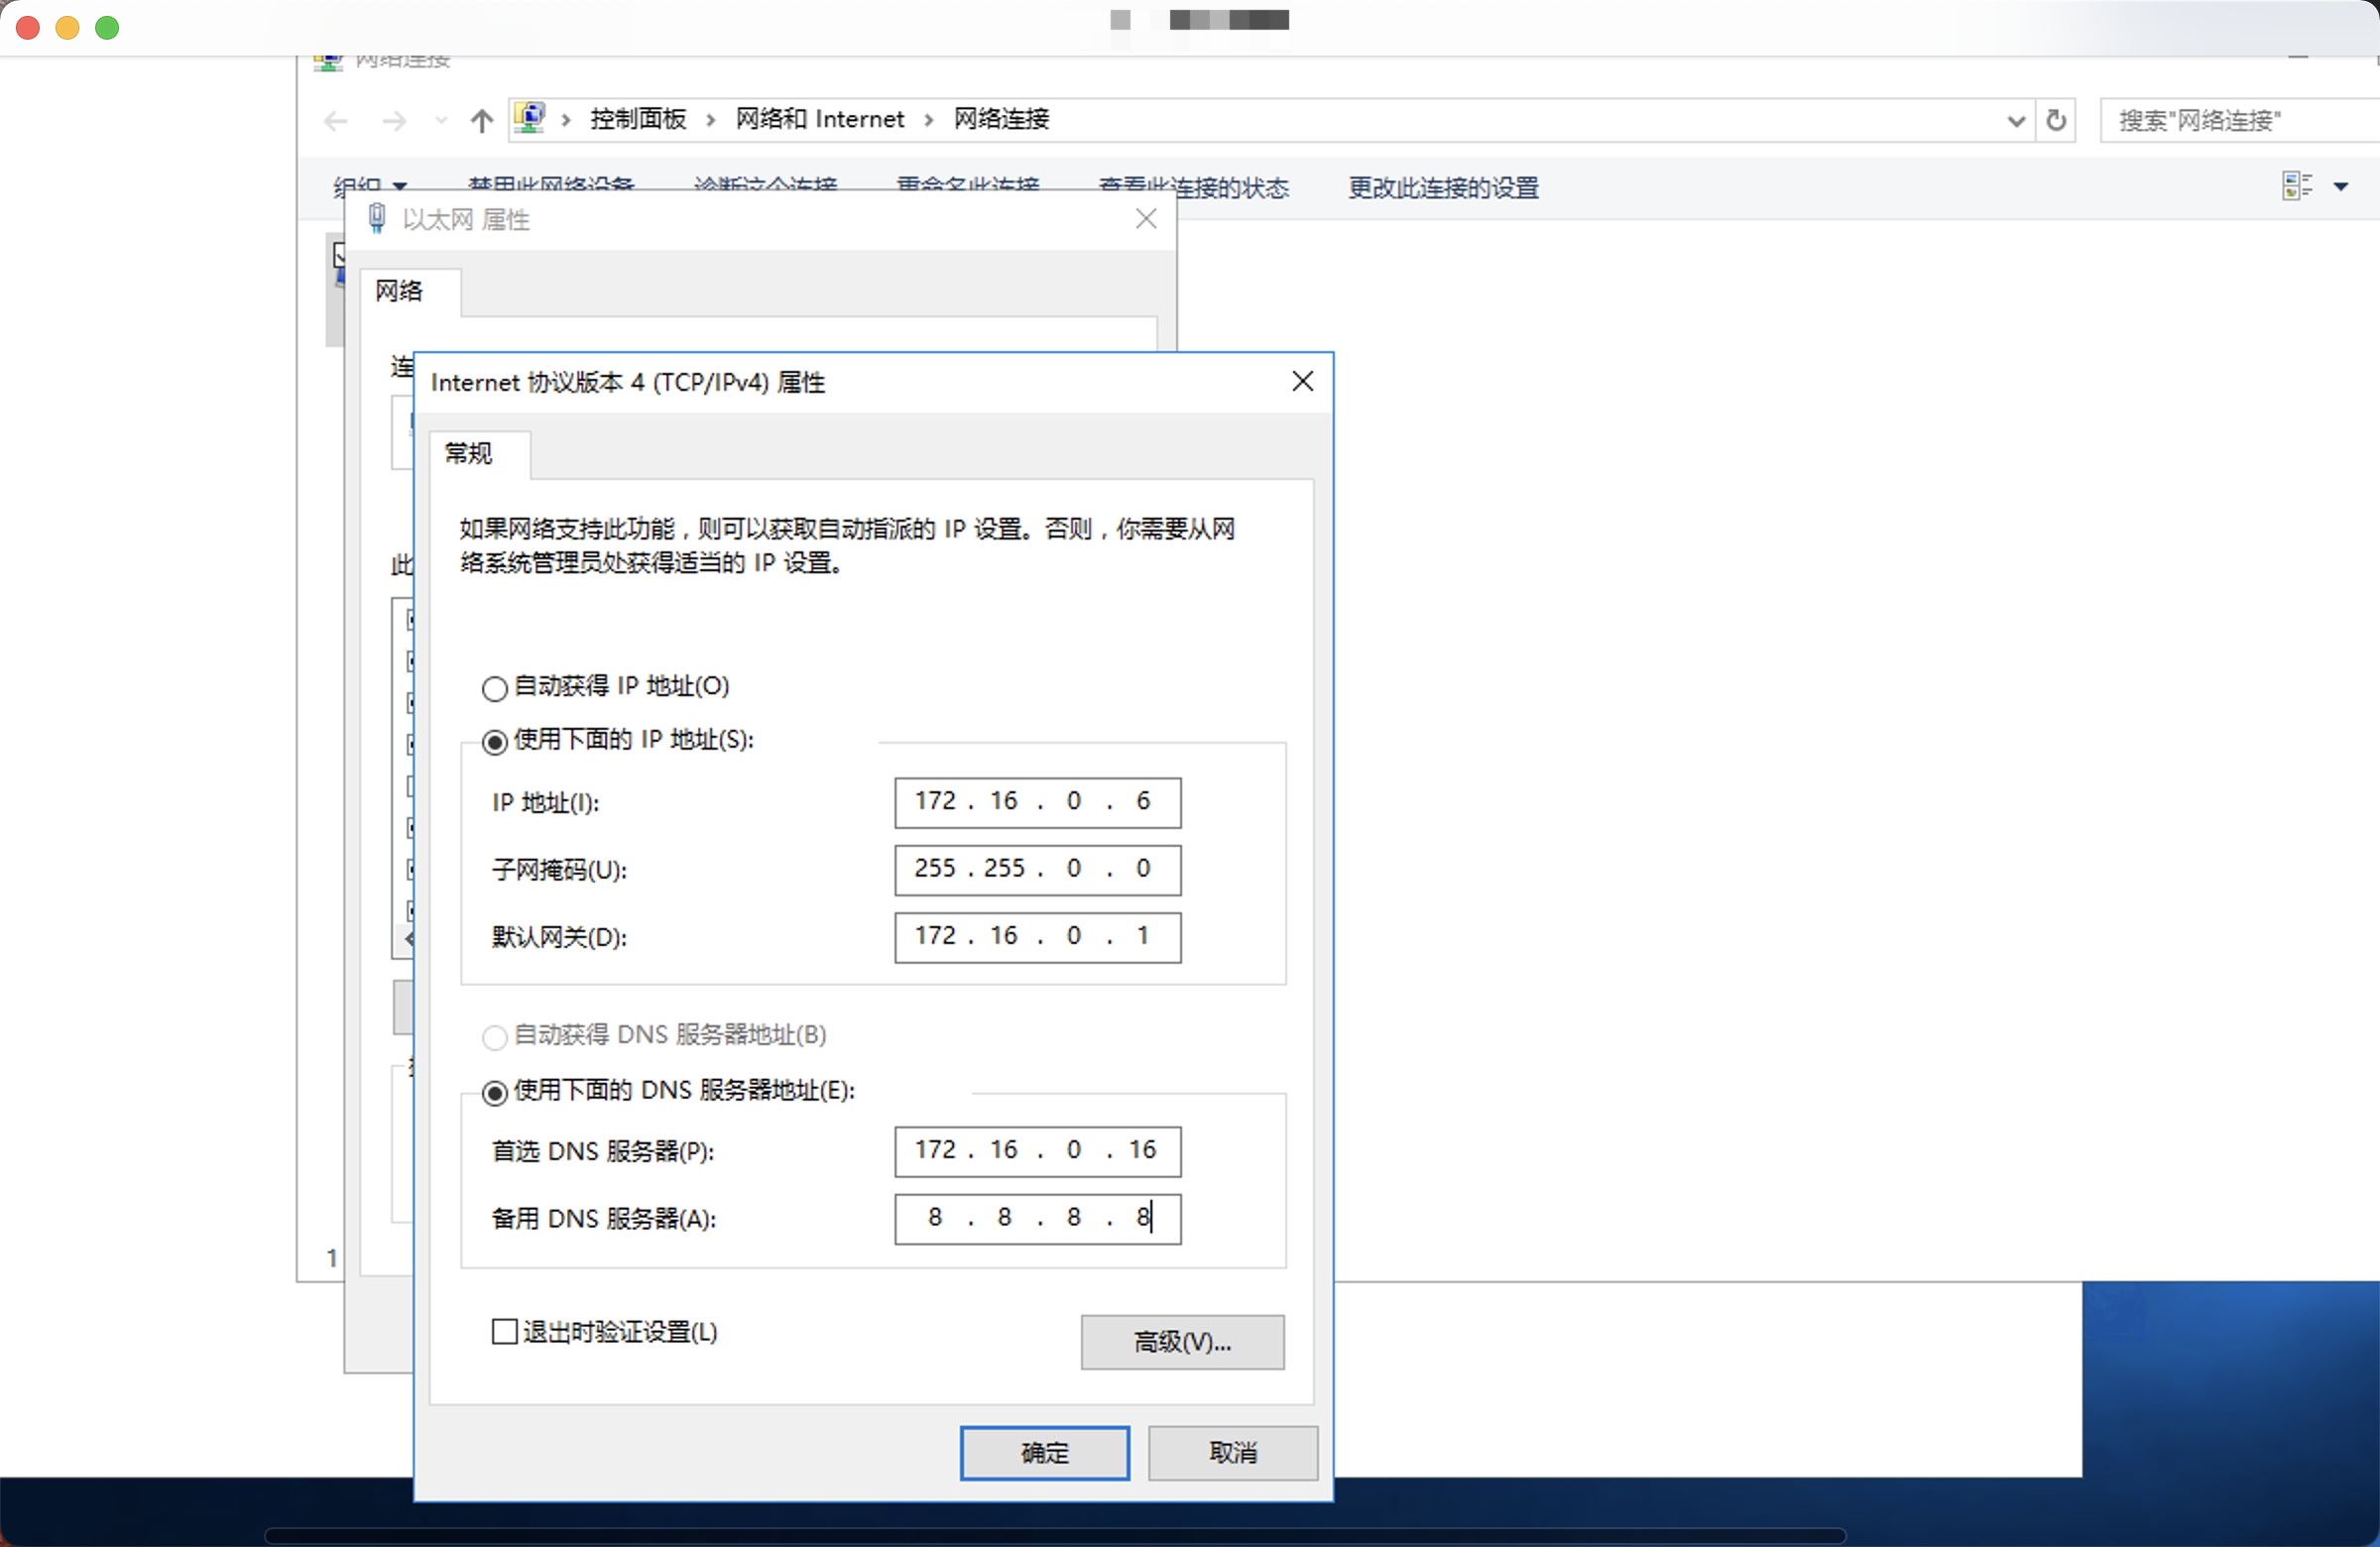 网络连接
控制面板 › 网络和 Internet › 网络连接
搜索"网络连接"
组织 禁用此网络设备 诊断这个连接 重命名此连接 查看此连接的状态 更改此连接的设置
以太网 属性
网络
连
Internet 协议版本 4 (TCP/IPv4) 属性
常规
如果网络支持此功能，则可以获取自动指派的 IP 设置。否则，你需要从网
络系统管理员处获得适当的 IP 设置。
此
自动获得 IP 地址(O)
使用下面的 IP 地址(S):
IP 地址(I): 172 . 16 . 0 . 6
子网掩码(U): 255 . 255 . 0 . 0
默认网关(D): 172 . 16 . 0 . 1
自动获得 DNS 服务器地址(B)
使用下面的 DNS 服务器地址(E):
首选 DNS 服务器(P): 172 . 16 . 0 . 16
备用 DNS 服务器(A): 8 . 8 . 8 . 8
1
退出时验证设置(L)
高级(V)...
确定 取消